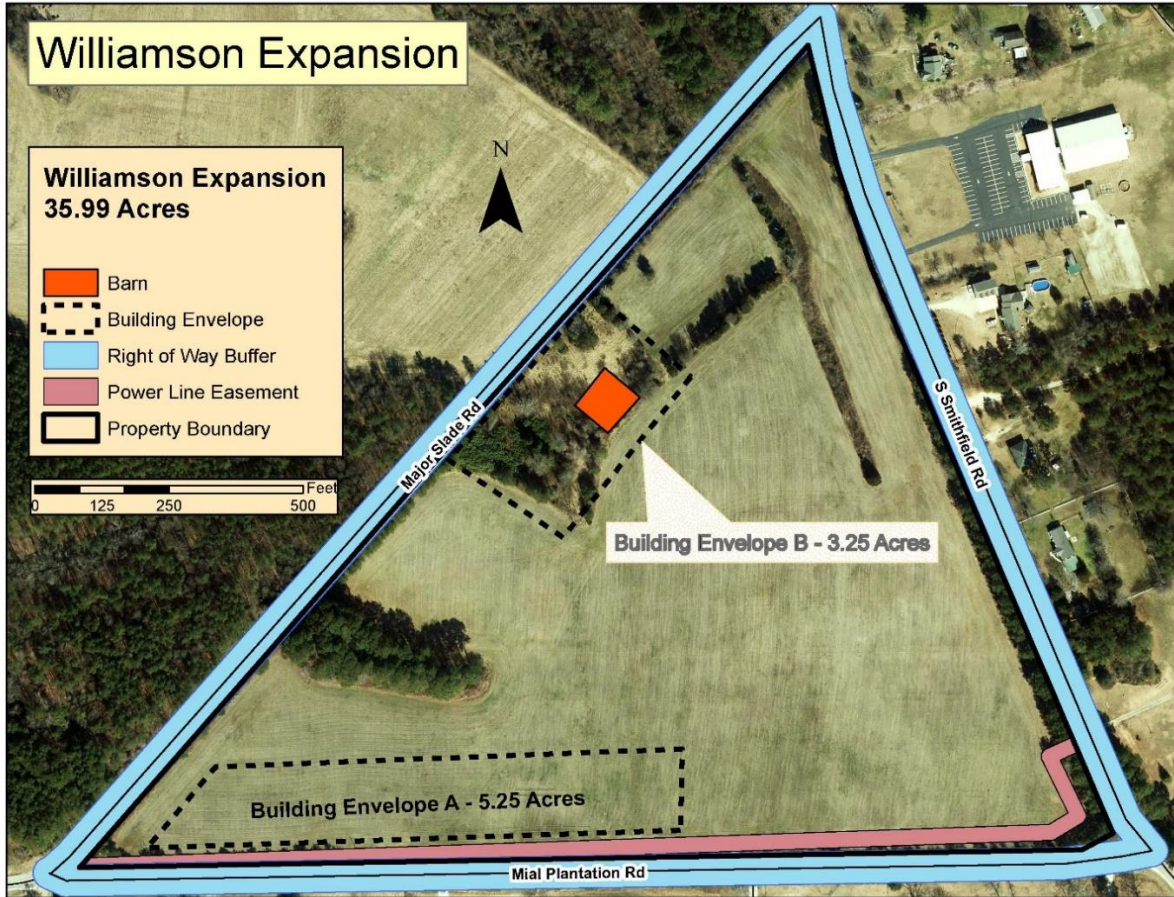 Williamson Expansion
Williamson Expansion
35.99 Acres
Barn
Building Envelope
Right of Way Buffer
Power Line Easement
Property Boundary
Feet
0 125 250 500
N
Major Slade Rd
S Smithfield Rd
Building Envelope B - 3.25 Acres
Building Envelope A - 5.25 Acres
Mial Plantation Rd